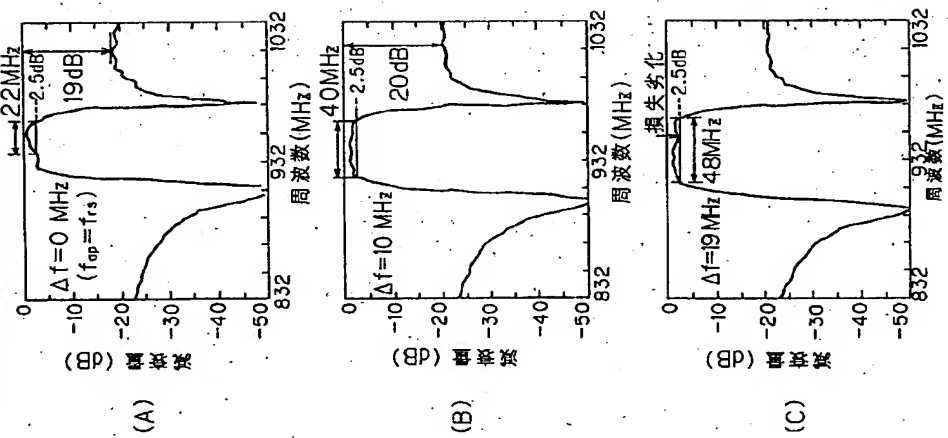 (A)
減衰量 (dB)
0
-10
-20
-30
-40
-50
832
932
1032
周波数(MHz)
22MHz
2.5dB
19dB
Δf=0 MHz
(fap=frs)
(B)
減衰量 (dB)
0
-10
-20
-30
-40
-50
832
932
1032
周波数(MHz)
40MHz
2.5dB
20dB
Δf=10 MHz
(C)
減衰量 (dB)
0
-10
-20
-30
-40
-50
832
932
1032
周波数(MHz)
損失劣化
2.5dB
48MHz
Δf=19MHz